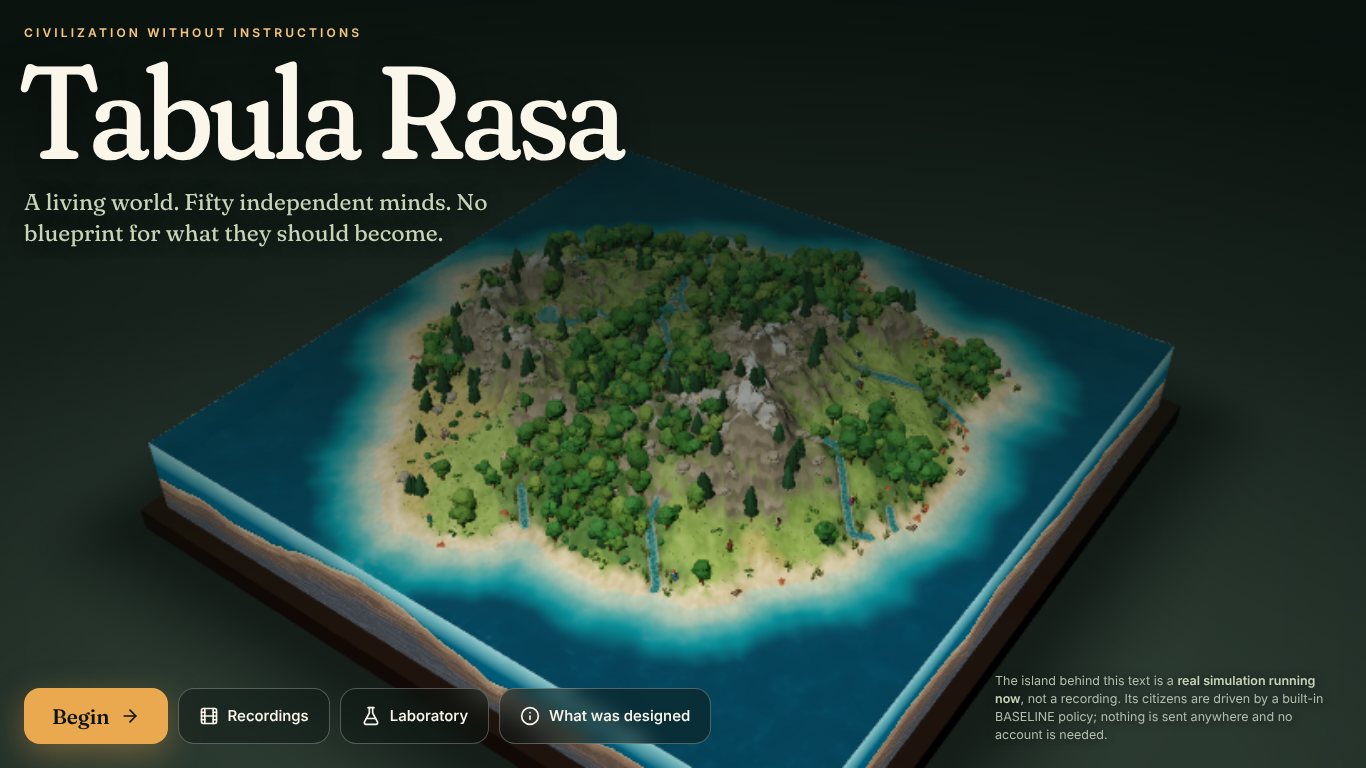 CIVILIZATION WITHOUT INSTRUCTIONS
Tabula Rasa
A living world. Fifty independent minds. No
blueprint for what they should become.
Begin
Recordings
Laboratory
What was designed
The island behind this text is a real simulation running
now, not a recording. Its citizens are driven by a built-in
BASELINE policy; nothing is sent anywhere and no
account is needed.